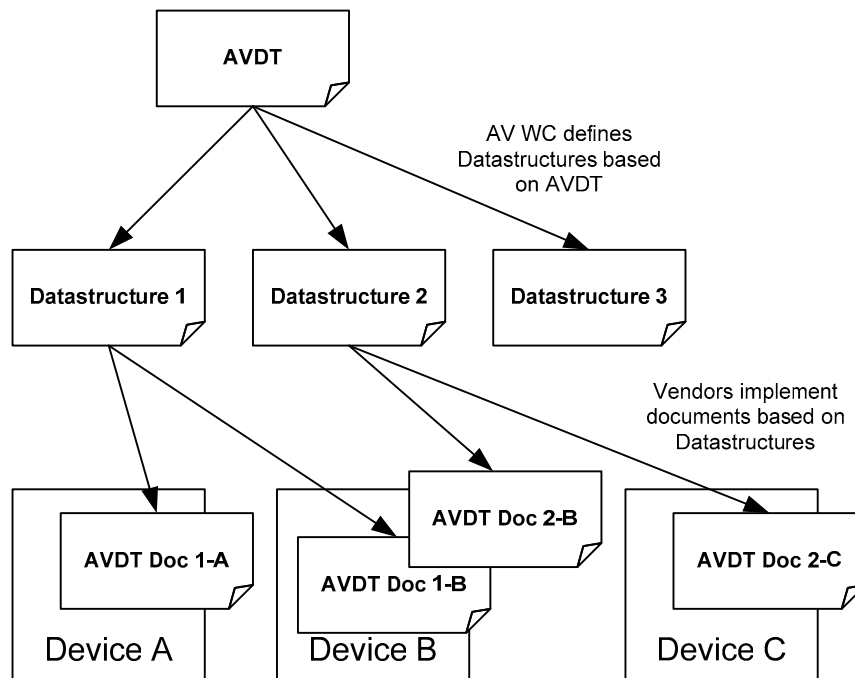 AVDT
AV WC defines
Datastructures based
on AVDT
Datastructure 1
Datastructure 2
Datastructure 3
Vendors implement
documents based on
Datastructures
AVDT Doc 2-B
AVDT Doc 1-A
AVDT Doc 1-B
AVDT Doc 2-C
Device A
Device B
Device C